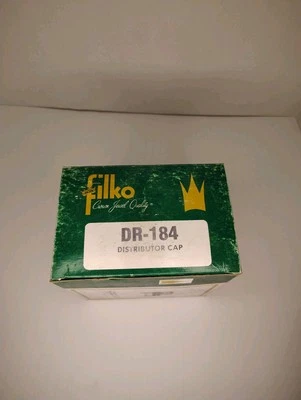 filko
Crown Jewel Quality
DR-184
DISTRIBUTOR CAP